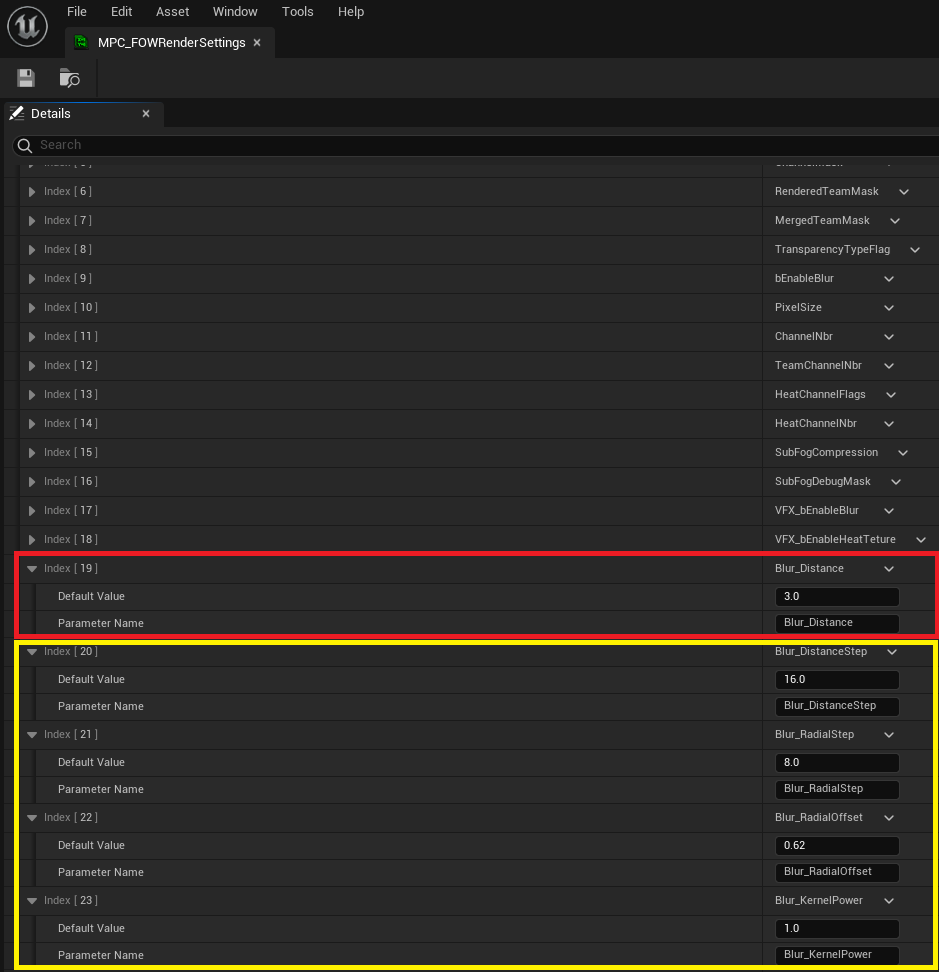 File Edit Asset Window Tools Help
MPC_FOWRenderSettings
Details
Search
Index [ 6 ] RenderedTeamMask
Index [ 7 ] MergedTeamMask
Index [ 8 ] TransparencyTypeFlag
Index [ 9 ] bEnableBlur
Index [ 10 ] PixelSize
Index [ 11 ] ChannelNbr
Index [ 12 ] TeamChannelNbr
Index [ 13 ] HeatChannelFlags
Index [ 14 ] HeatChannelNbr
Index [ 15 ] SubFogCompression
Index [ 16 ] SubFogDebugMask
Index [ 17 ] VFX_bEnableBlur
Index [ 18 ] VFX_bEnableHeatTeture
Index [ 19 ] Blur_Distance
Default Value 3.0
Parameter Name Blur_Distance
Index [ 20 ] Blur_DistanceStep
Default Value 16.0
Parameter Name Blur_DistanceStep
Index [ 21 ] Blur_RadialStep
Default Value 8.0
Parameter Name Blur_RadialStep
Index [ 22 ] Blur_RadialOffset
Default Value 0.62
Parameter Name Blur_RadialOffset
Index [ 23 ] Blur_KernelPower
Default Value 1.0
Parameter Name Blur_KernelPower